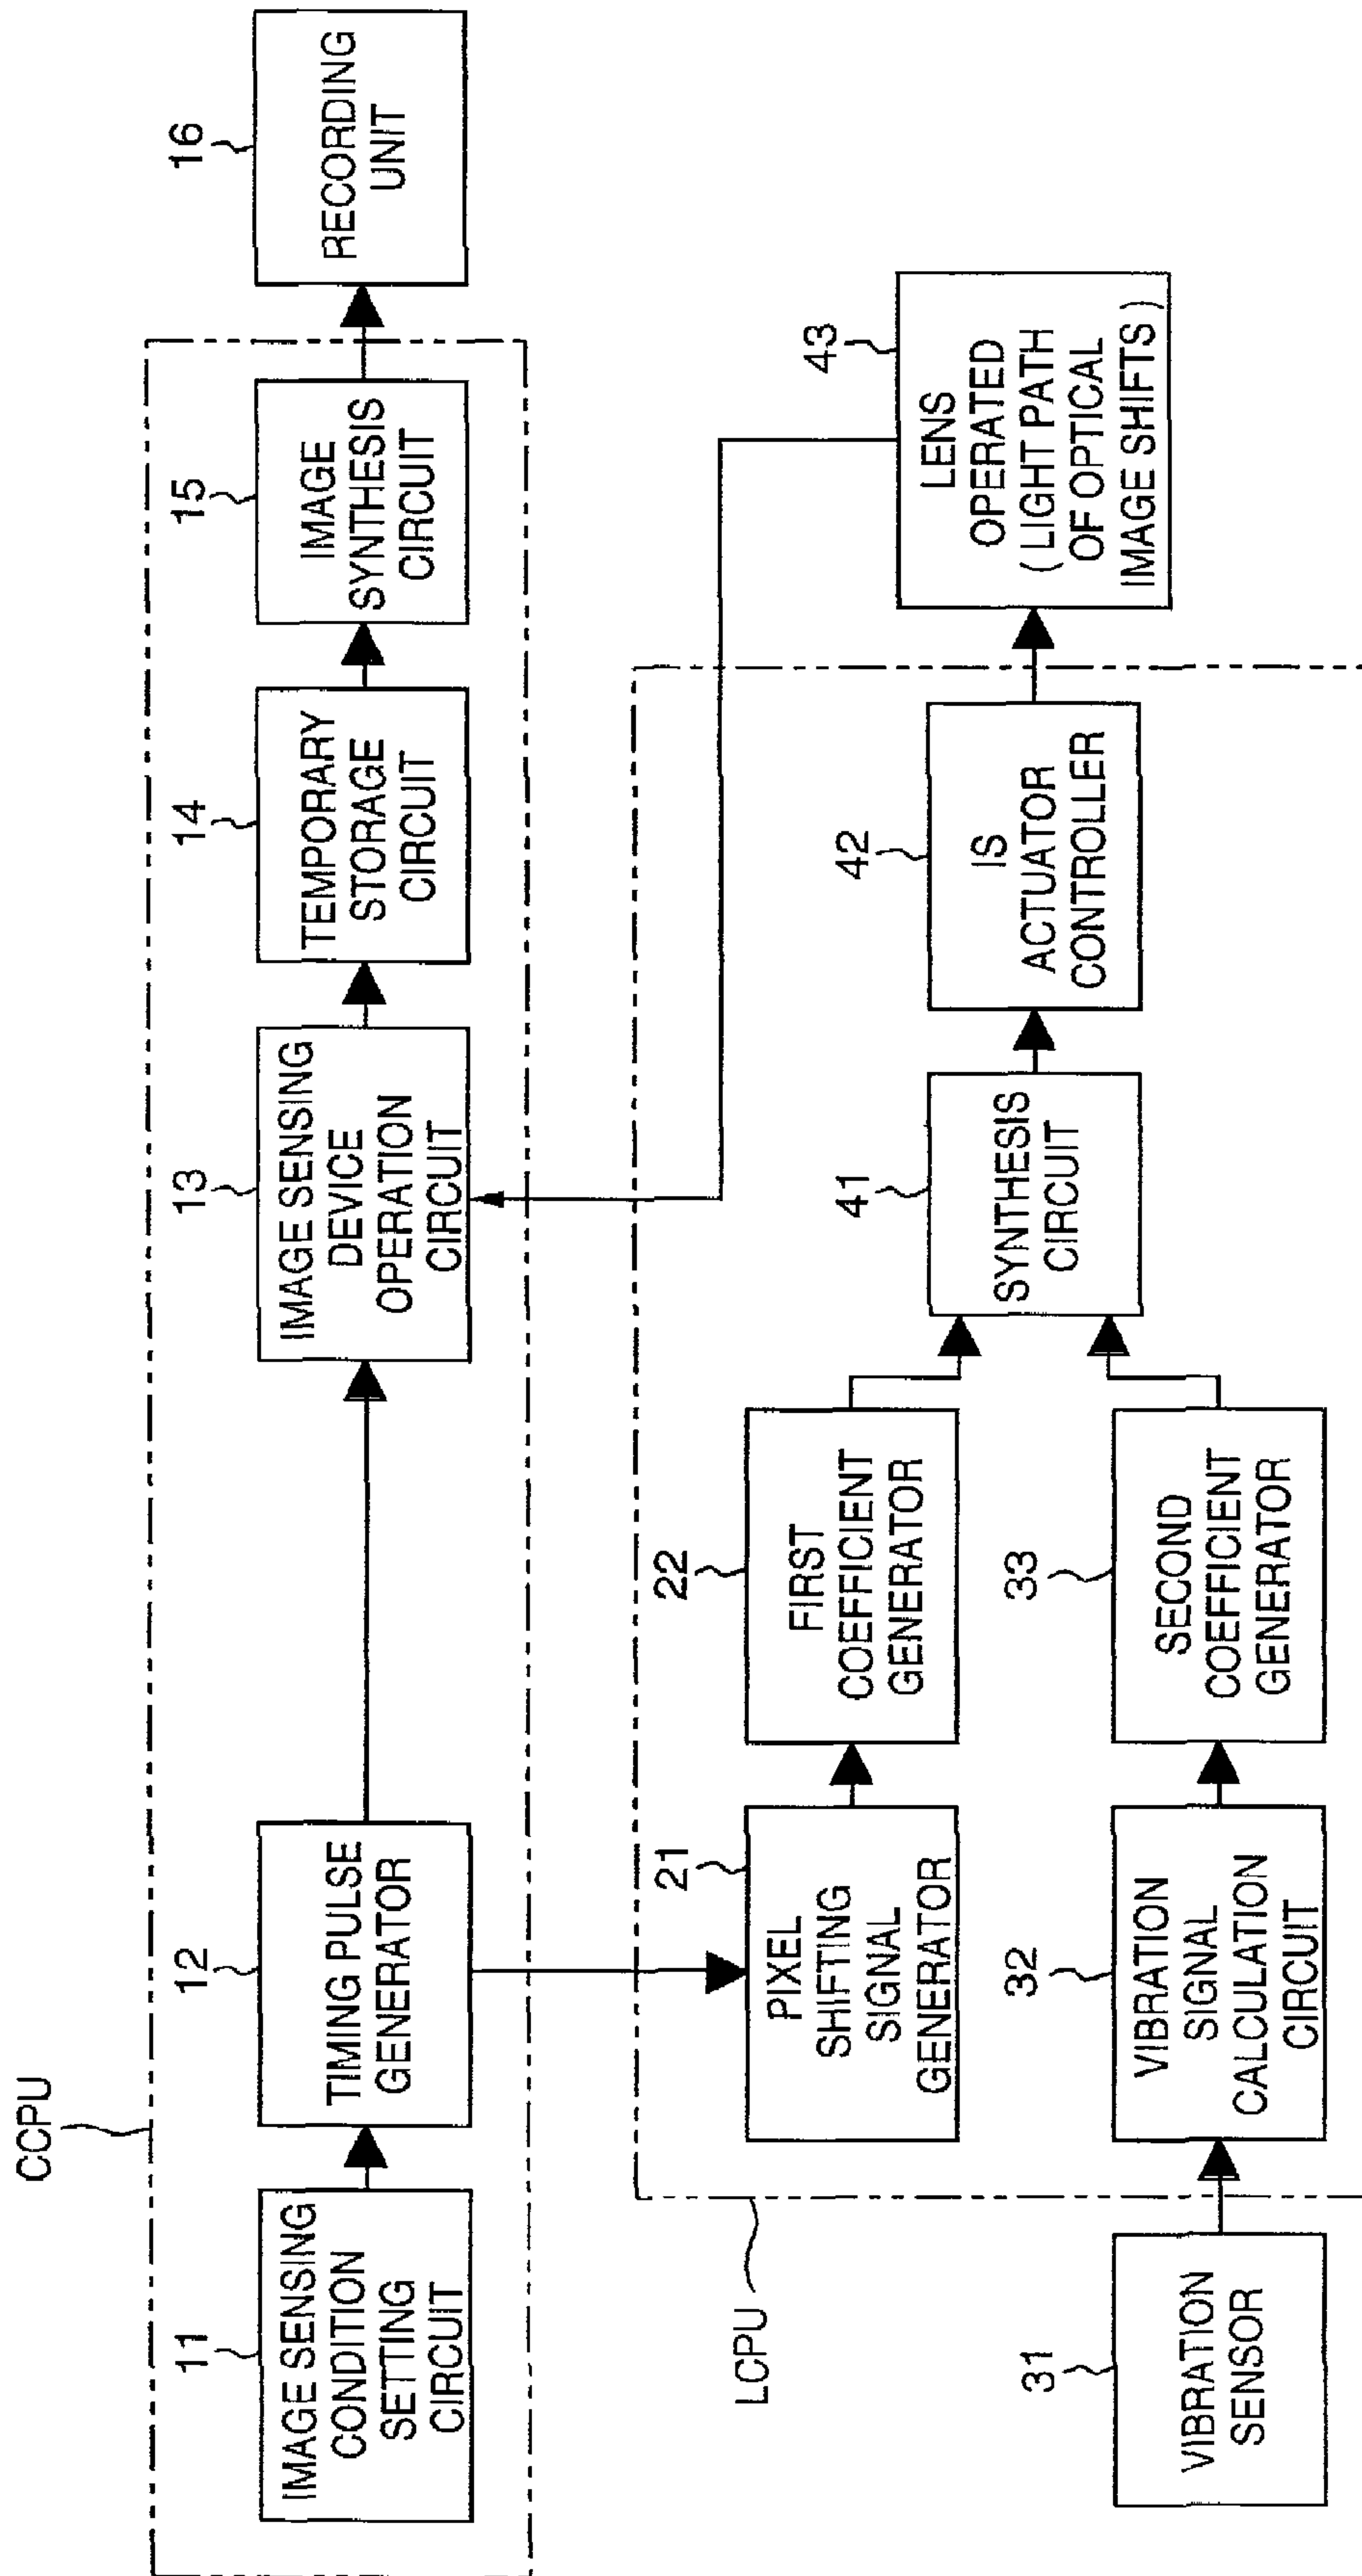 CCPU
11
IMAGE SENSING
CONDITION
SETTING
CIRCUIT
12
TIMING PULSE
GENERATOR
13
IMAGE SENSING
DEVICE
OPERATION
CIRCUIT
14
TEMPORARY
STORAGE
CIRCUIT
15
IMAGE
SYNTHESIS
CIRCUIT
16
RECORDING
UNIT
LCPU
21
PIXEL
SHIFTING
SIGNAL
GENERATOR
22
FIRST
COEFFICIENT
GENERATOR
31
VIBRATION
SENSOR
32
VIBRATION
SIGNAL
CALCULATION
CIRCUIT
33
SECOND
COEFFICIENT
GENERATOR
41
SYNTHESIS
CIRCUIT
42
IS
ACTUATOR
CONTROLLER
43
LENS
OPERATED
(LIGHT PATH
OF OPTICAL
IMAGE SHIFTS)